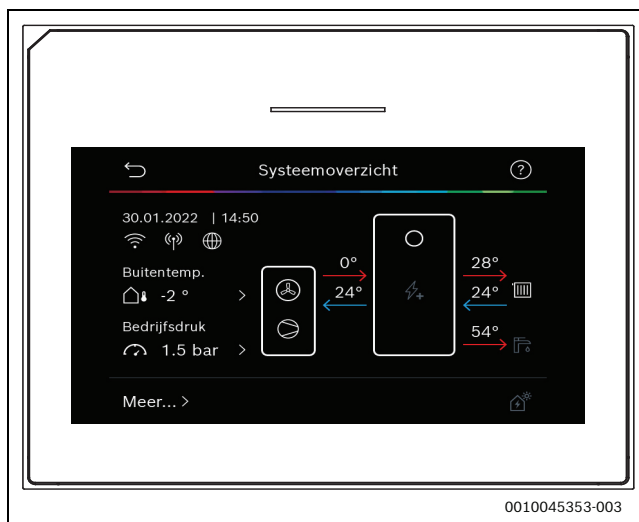 Systeemoverzicht
?
30.01.2022 | 14:50
Buitentemp.
-2 ° >
Bedrijfsdruk
1.5 bar >
0°
24°
28°
24°
54°
Meer... >
0010045353-003